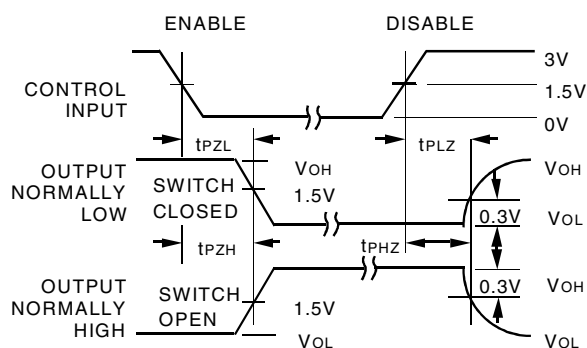 ENABLE
DISABLE
CONTROL
INPUT
3V
1.5V
0V
tPZL
tPLZ
OUTPUT
NORMALLY
LOW
SWITCH
CLOSED
VOH
1.5V
VOH
0.3V
VOL
tPZH
tPHZ
OUTPUT
NORMALLY
HIGH
SWITCH
OPEN
1.5V
VOL
0.3V
VOH
VOL